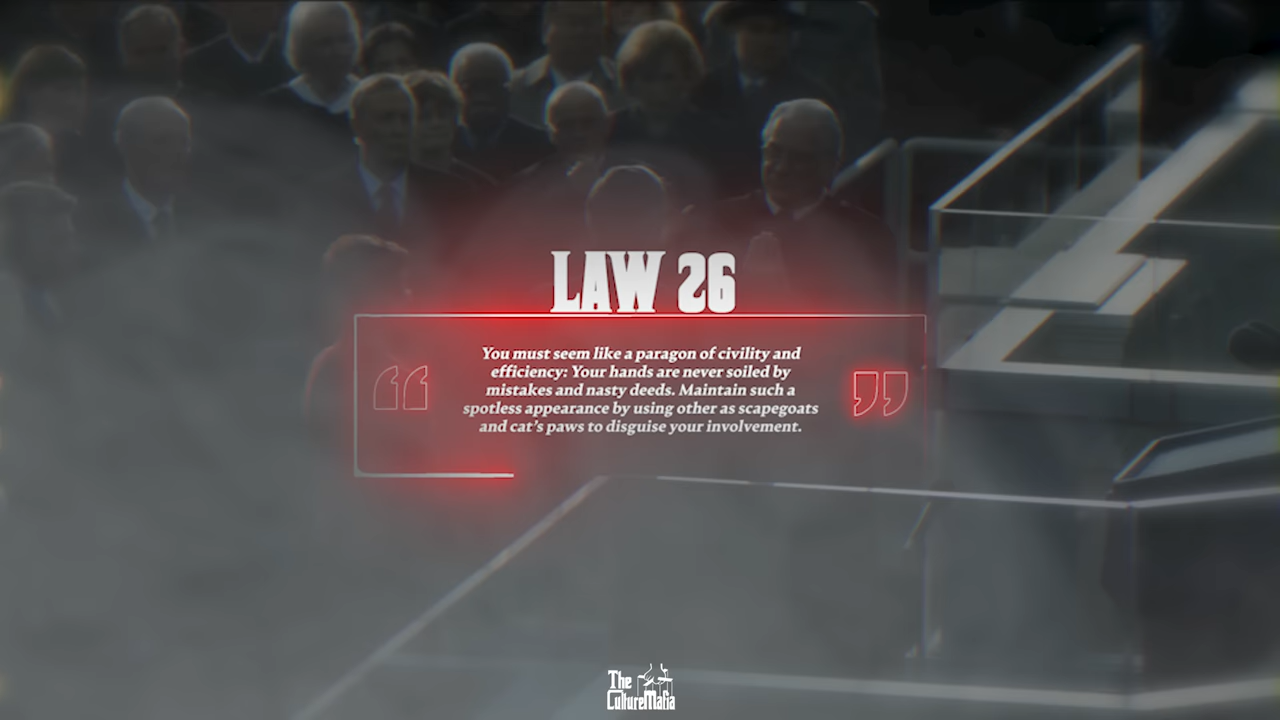 LAW 26
You must seem like a paragon of civility and
efficiency: Your hands are never soiled by
mistakes and nasty deeds. Maintain such a
spotless appearance by using other as scapegoats
and cat's paws to disguise your involvement.
The
CultureMafia